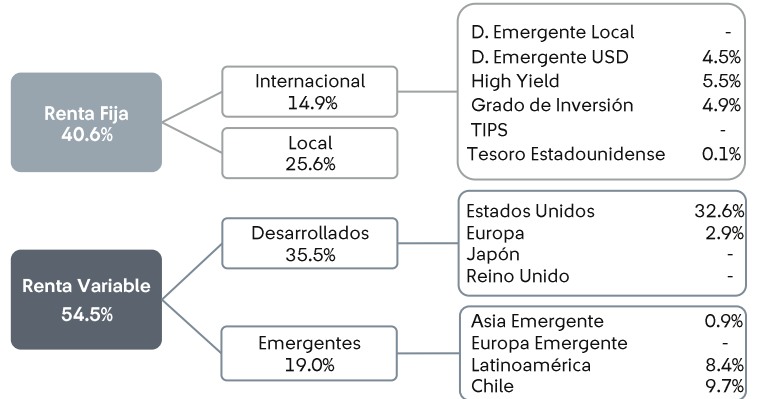 Renta Fija
40.6%
Internacional
14.9%
Local
25.6%
D. Emergente Local -
D. Emergente USD 4.5%
High Yield 5.5%
Grado de Inversión 4.9%
TIPS -
Tesoro Estadounidense 0.1%
Renta Variable
54.5%
Desarrollados
35.5%
Estados Unidos 32.6%
Europa 2.9%
Japón -
Reino Unido -
Emergentes
19.0%
Asia Emergente 0.9%
Europa Emergente -
Latinoamérica 8.4%
Chile 9.7%